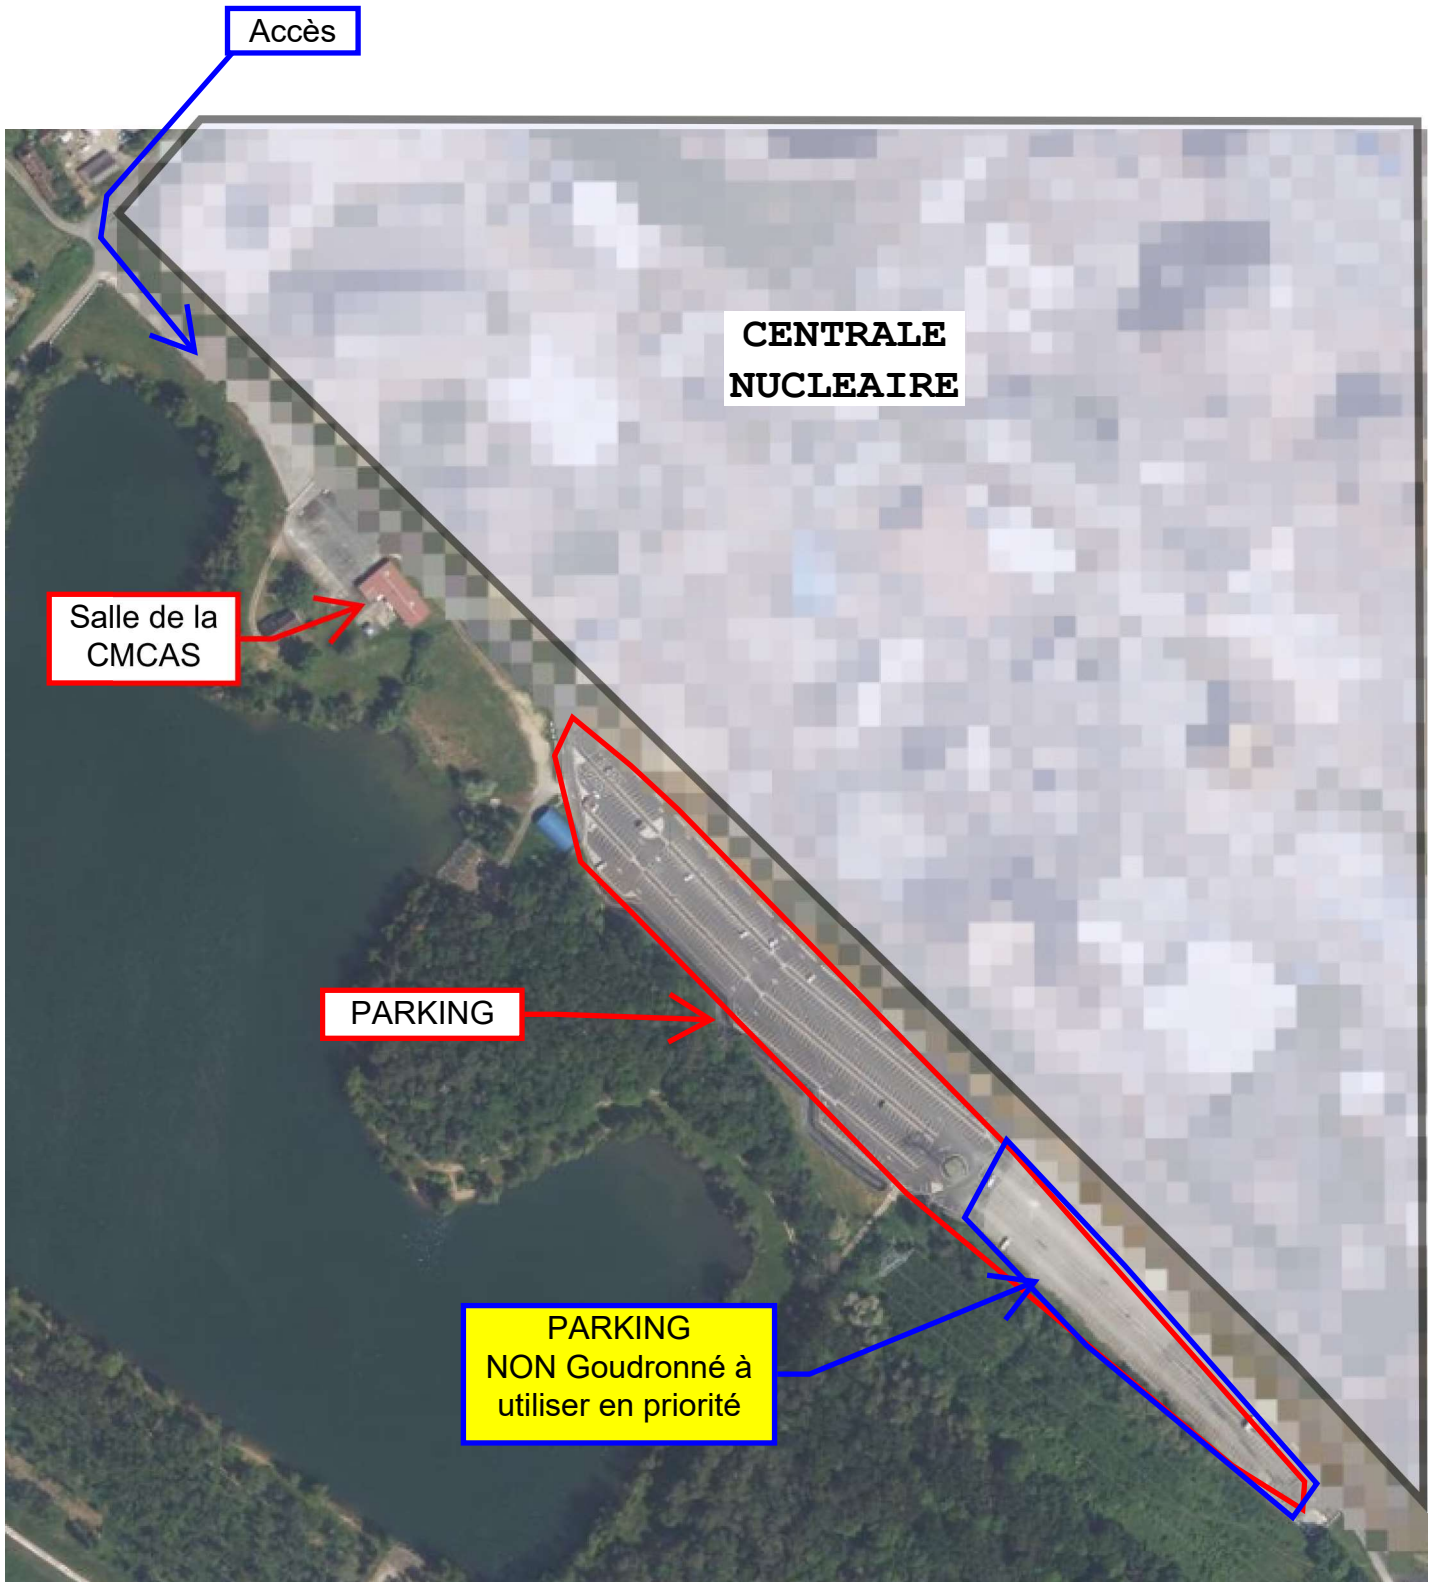 Accès
CENTRALE
NUCLEAIRE
Salle de la
CMCAS
PARKING
PARKING
NON Goudronné à
utiliser en priorité